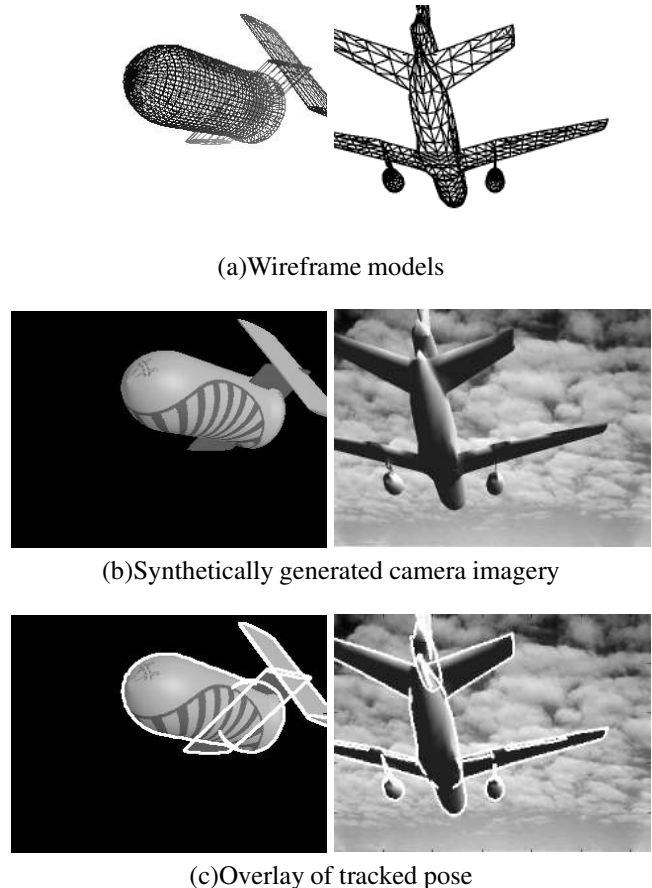 (a)Wireframe models
(b)Synthetically generated camera imagery
(c)Overlay of tracked pose